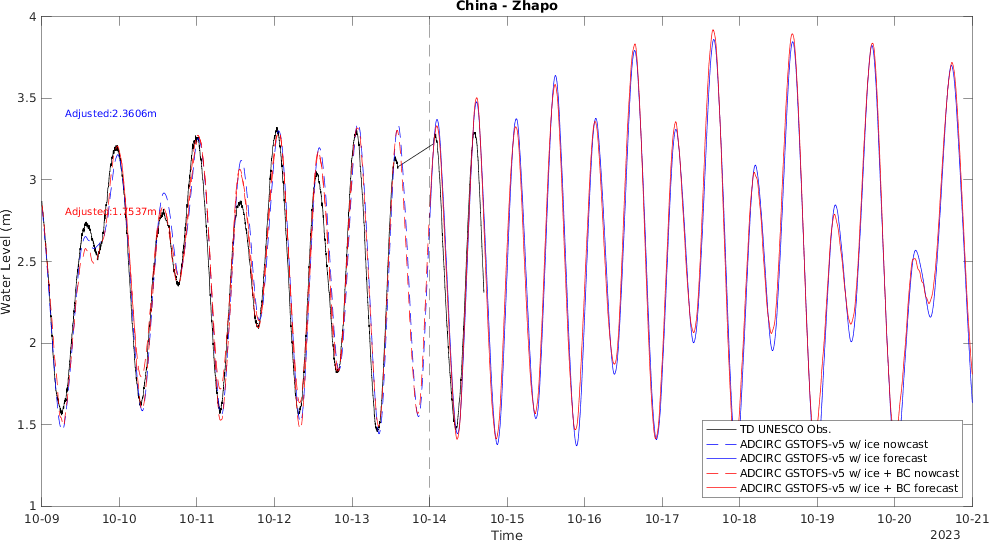 China - Zhapo
4
3.5
3
2.5
2
1.5
1
Water Level (m)
Adjusted:2.3606m
Adjusted:1.7537m
TD UNESCO Obs.
ADCIRC GSTOFS-v5 w/ ice nowcast
ADCIRC GSTOFS-v5 w/ ice forecast
ADCIRC GSTOFS-v5 w/ ice + BC nowcast
ADCIRC GSTOFS-v5 w/ ice + BC forecast
10-09 10-10 10-11 10-12 10-13 10-14 10-15 10-16 10-17 10-18 10-19 10-20 10-21
Time
2023